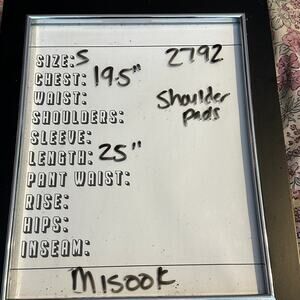 SIZE: S 2792
CHEST: 19.5"
WAIST: Shoulder
SHOULDERS: pads
SLEEVE:
LENGTH: 25"
PANT WAIST:
RISE:
HIPS:
INSEAM:
Misook